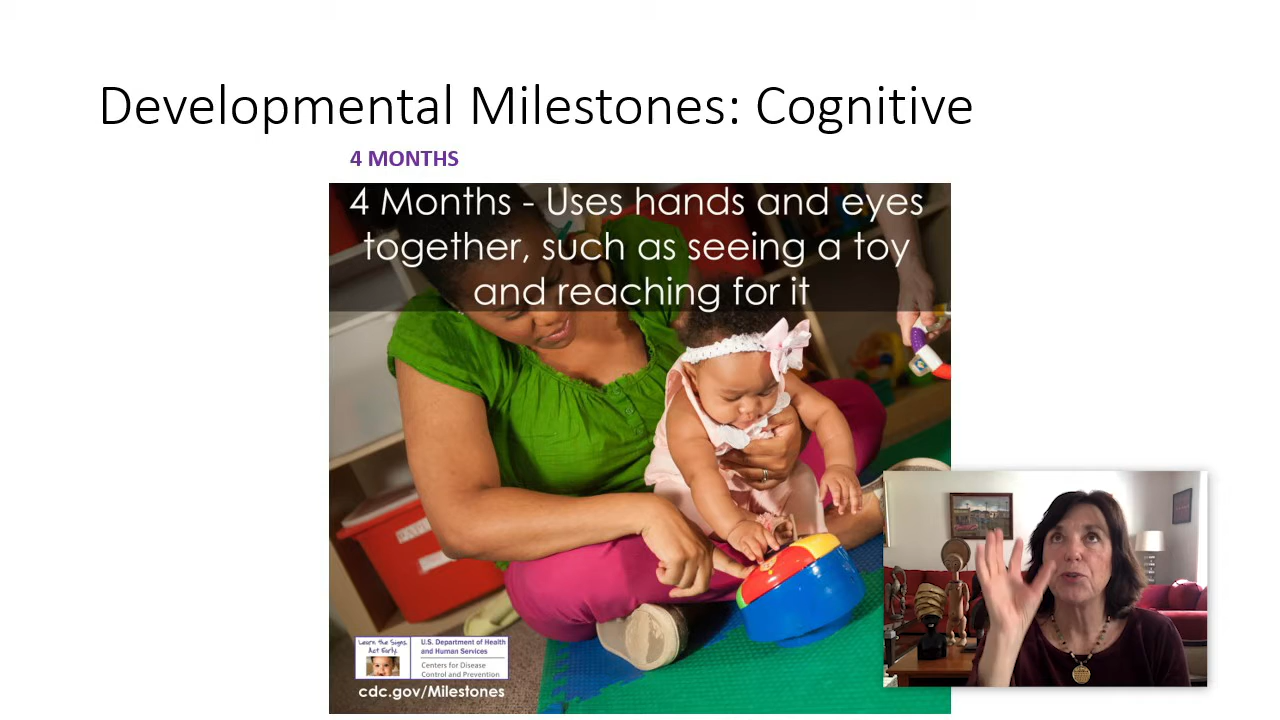 Developmental Milestones: Cognitive
4 MONTHS
4 Months - Uses hands and eyes
together, such as seeing a toy
and reaching for it
Learn the Signs.
Act Early.
U.S. Department of Health
and Human Services
Centers for Disease
Control and Prevention
cdc.gov/Milestones